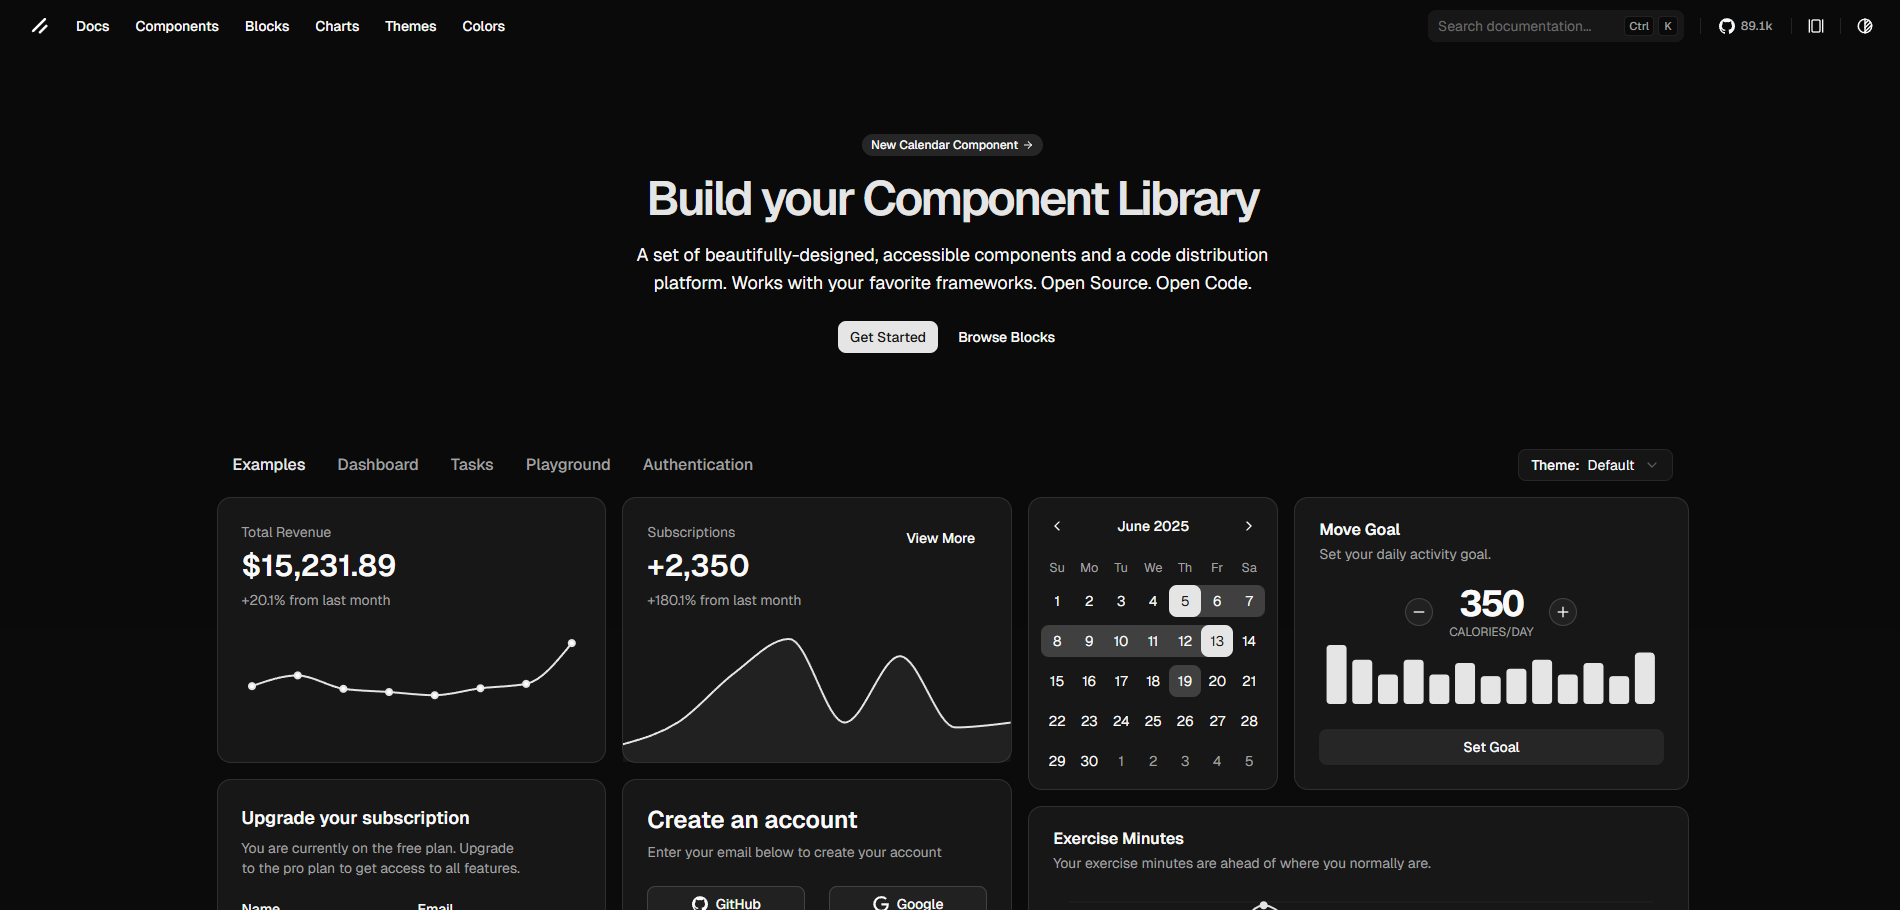 Docs Components Blocks Charts Themes Colors
Search documentation... Ctrl K
89.1k
New Calendar Component →
Build your Component Library
A set of beautifully-designed, accessible components and a code distribution
platform. Works with your favorite frameworks. Open Source. Open Code.
Get Started Browse Blocks
Examples Dashboard Tasks Playground Authentication
Theme: Default
Total Revenue
$15,231.89
+20.1% from last month
Subscriptions
+2,350
+180.1% from last month
View More
June 2025
Su Mo Tu We Th Fr Sa
1 2 3 4 5 6 7
8 9 10 11 12 13 14
15 16 17 18 19 20 21
22 23 24 25 26 27 28
29 30 1 2 3 4 5
Move Goal
Set your daily activity goal.
350
CALORIES/DAY
Set Goal
Upgrade your subscription
You are currently on the free plan. Upgrade
to the pro plan to get access to all features.
Name Email
Create an account
Enter your email below to create your account
GitHub Google
Exercise Minutes
Your exercise minutes are ahead of where you normally are.